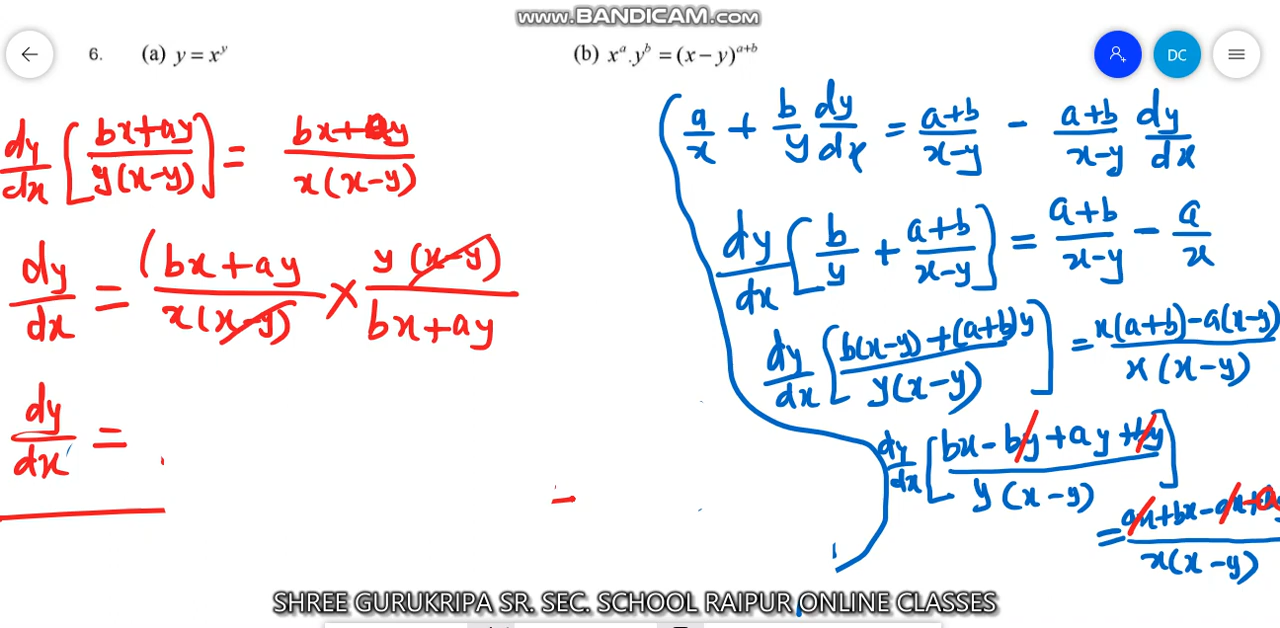 www.BANDICAM.com
6. (a) y = x^y (b) x^a . y^b = (x − y)^{a+b}
DC
dy/dx [ (bx+ay) / y(x−y) ] = (bx+ay) / x(x−y)
dy/dx = (bx+ay / x(x−y) × y(x−y) / bx+ay
dy/dx =
a/x + b/y dy/dx = a+b/x−y − a+b/x−y dy/dx
dy/dx [ b/y + a+b/x−y ] = a+b/x−y − a/x
dy/dx [ b(x−y)+(a+b)y / y(x−y) ] = x(a+b)−a(x−y) / x(x−y)
dy/dx [ bx − by + ay + by / y(x−y) ]
= ax + bx − ax + ay / x(x−y)
SHREE GURUKRIPA SR. SEC. SCHOOL RAIPUR ONLINE CLASSES